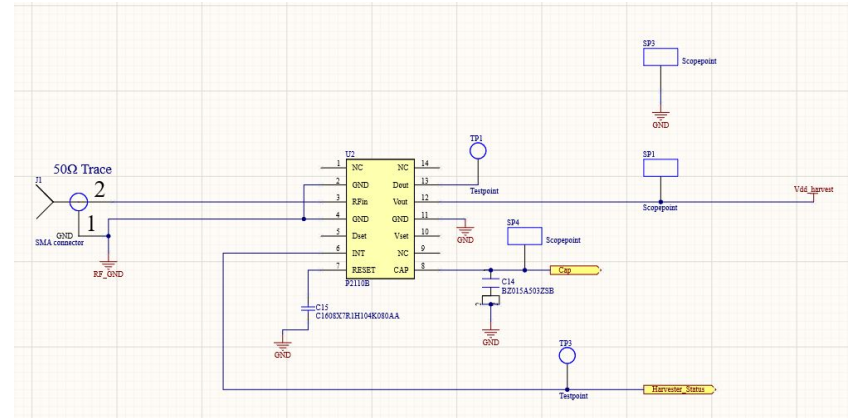 SP3
Scopepoint
GND
TP1
Testpoint
SP1
Scopepoint
Vdd_harvest
50Ω Trace
J1
2
1
GND
SMA connector
RF_GND
U2
1 NC NC 14
2 GND Dout 13
3 RFin Vout 12
4 GND GND 11
5 Dset Vset 10
6 INT NC 9
7 RESET CAP 8
P2110B
GND
SP4
Scopepoint
Cap
C14
BZ015A503ZSB
GND
C15
C1608X7R1H104K080AA
GND
TP3
Testpoint
Harvester_Status